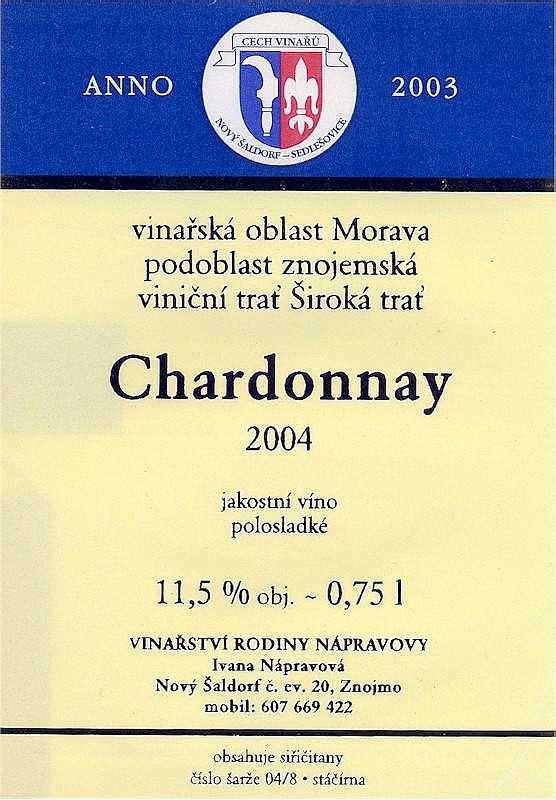 CECH VINAŘŮ
ANNO 2003
NOVÝ ŠALDORF – SEDLEŠOVICE
vinařská oblast Morava
podoblast znojemská
viniční trať Široká trať
Chardonnay
2004
jakostní víno
polosladké
11,5 % obj. ~ 0,75 l
VINAŘSTVÍ RODINY NÁPRAVOVY
Ivana Nápravová
Nový Šaldorf č. ev. 20, Znojmo
mobil: 607 669 422
obsahuje siřičitany
číslo šarže 04/8 • stáčírna